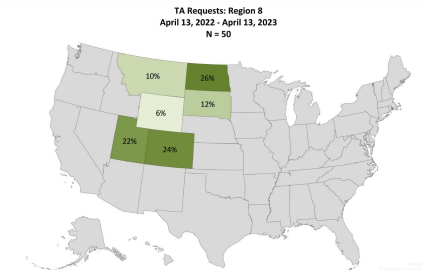 TA Requests: Region 8
April 13, 2022 - April 13, 2023
N = 50
10%
26%
12%
6%
22%
24%